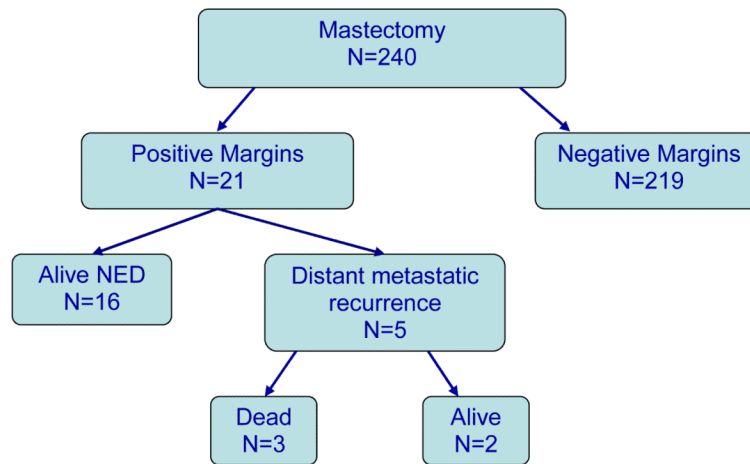 Mastectomy
N=240
Positive Margins
N=21
Negative Margins
N=219
Alive NED
N=16
Distant metastatic
recurrence
N=5
Dead
N=3
Alive
N=2